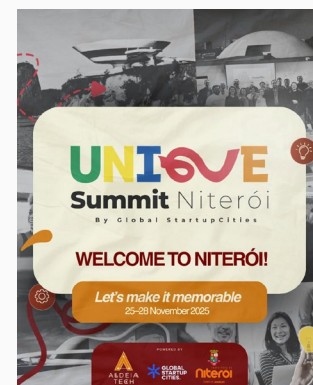 UNIQUE
Summit Niterói
By Global StartupCities
WELCOME TO NITERÓI!
Let's make it memorable
25–28 November 2025
POWERED BY
ALDEIA
TECH
GLOBAL
STARTUP
CITIES.
Niterói